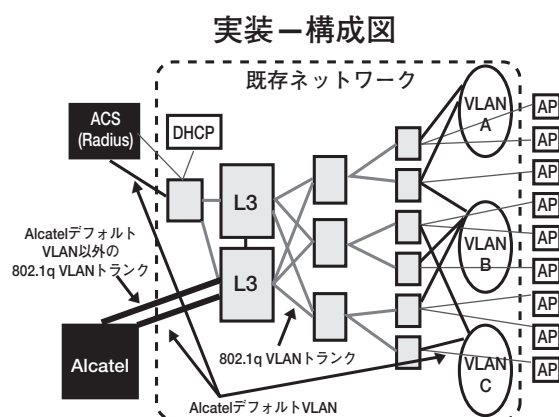 実装－構成図
既存ネットワーク
ACS
(Radius)
DHCP
L3
L3
VLAN
A
VLAN
B
VLAN
C
AP
AP
AP
AP
AP
AP
AP
AP
AP
Alcatelデフォルト
VLAN以外の
802.1q VLANトランク
Alcatel
802.1q VLANトランク
AlcatelデフォルトVLAN